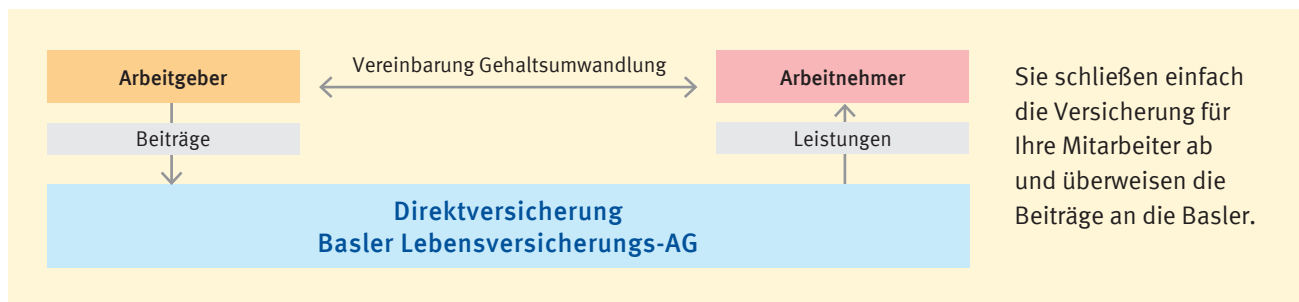 Arbeitgeber
Vereinbarung Gehaltsumwandlung
Arbeitnehmer
Beiträge
Leistungen
Direktversicherung
Basler Lebensversicherungs-AG
Sie schließen einfach
die Versicherung für
Ihre Mitarbeiter ab
und überweisen die
Beiträge an die Basler.